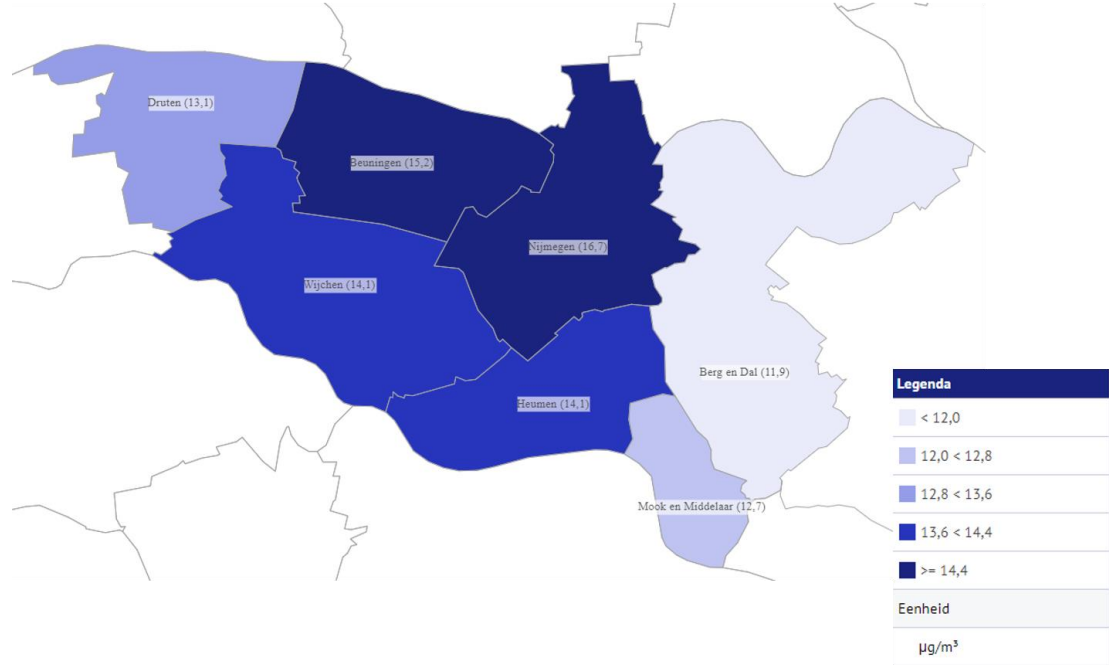 Druten (13,1)
Beuningen (15,2)
Nijmegen (16,7)
Wijchen (14,1)
Berg en Dal (11,9)
Heumen (14,1)
Mook en Middelaar (12,7)
Legenda
< 12,0
12,0 < 12,8
12,8 < 13,6
13,6 < 14,4
>= 14,4
Eenheid
µg/m³